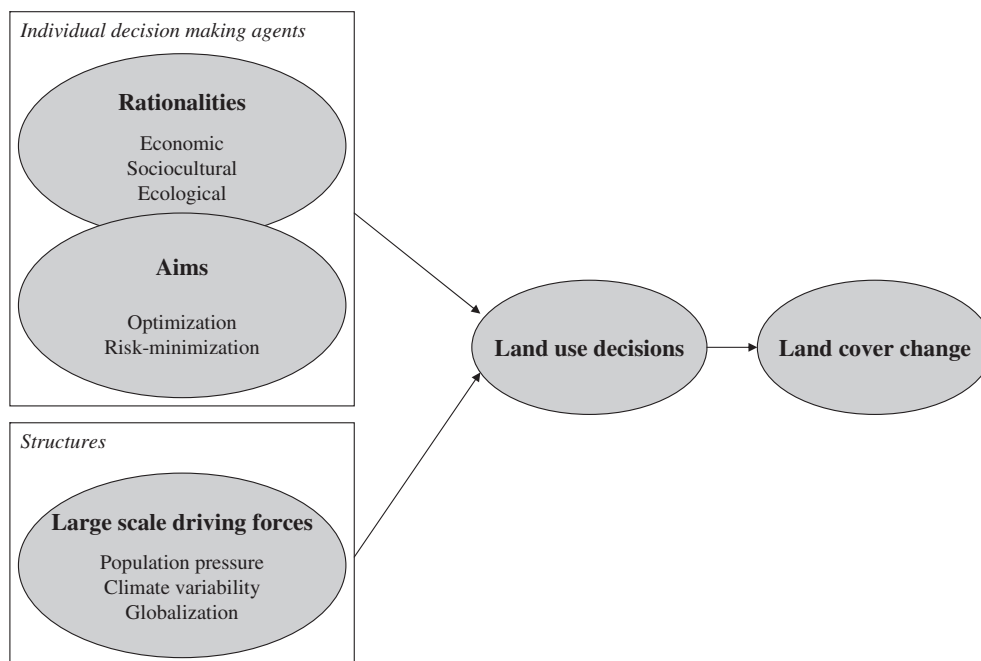 Individual decision making agents
Rationalities
Economic
Sociocultural
Ecological
Aims
Optimization
Risk-minimization
Land use decisions
Land cover change
Structures
Large scale driving forces
Population pressure
Climate variability
Globalization